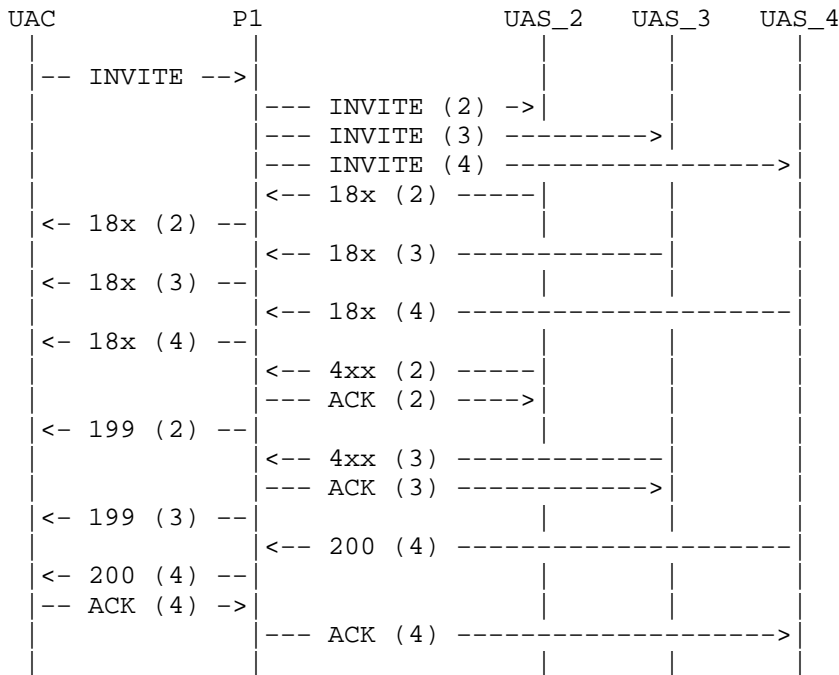 UAC P1 UAS_2 UAS_3 UAS_4
|-- INVITE -->|
|--- INVITE (2) ->|
|--- INVITE (3) --------->|
|--- INVITE (4) ----------------->|
|<-- 18x (2) -----|
|<- 18x (2) --|
|<-- 18x (3) -------------|
|<- 18x (3) --|
|<-- 18x (4) ---------------------|
|<- 18x (4) --|
|<-- 4xx (2) -----|
|--- ACK (2) ---->|
|<- 199 (2) --|
|<-- 4xx (3) -------------|
|--- ACK (3) ------------>|
|<- 199 (3) --|
|<-- 200 (4) ---------------------|
|<- 200 (4) --|
|-- ACK (4) ->|
|--- ACK (4) -------------------->|